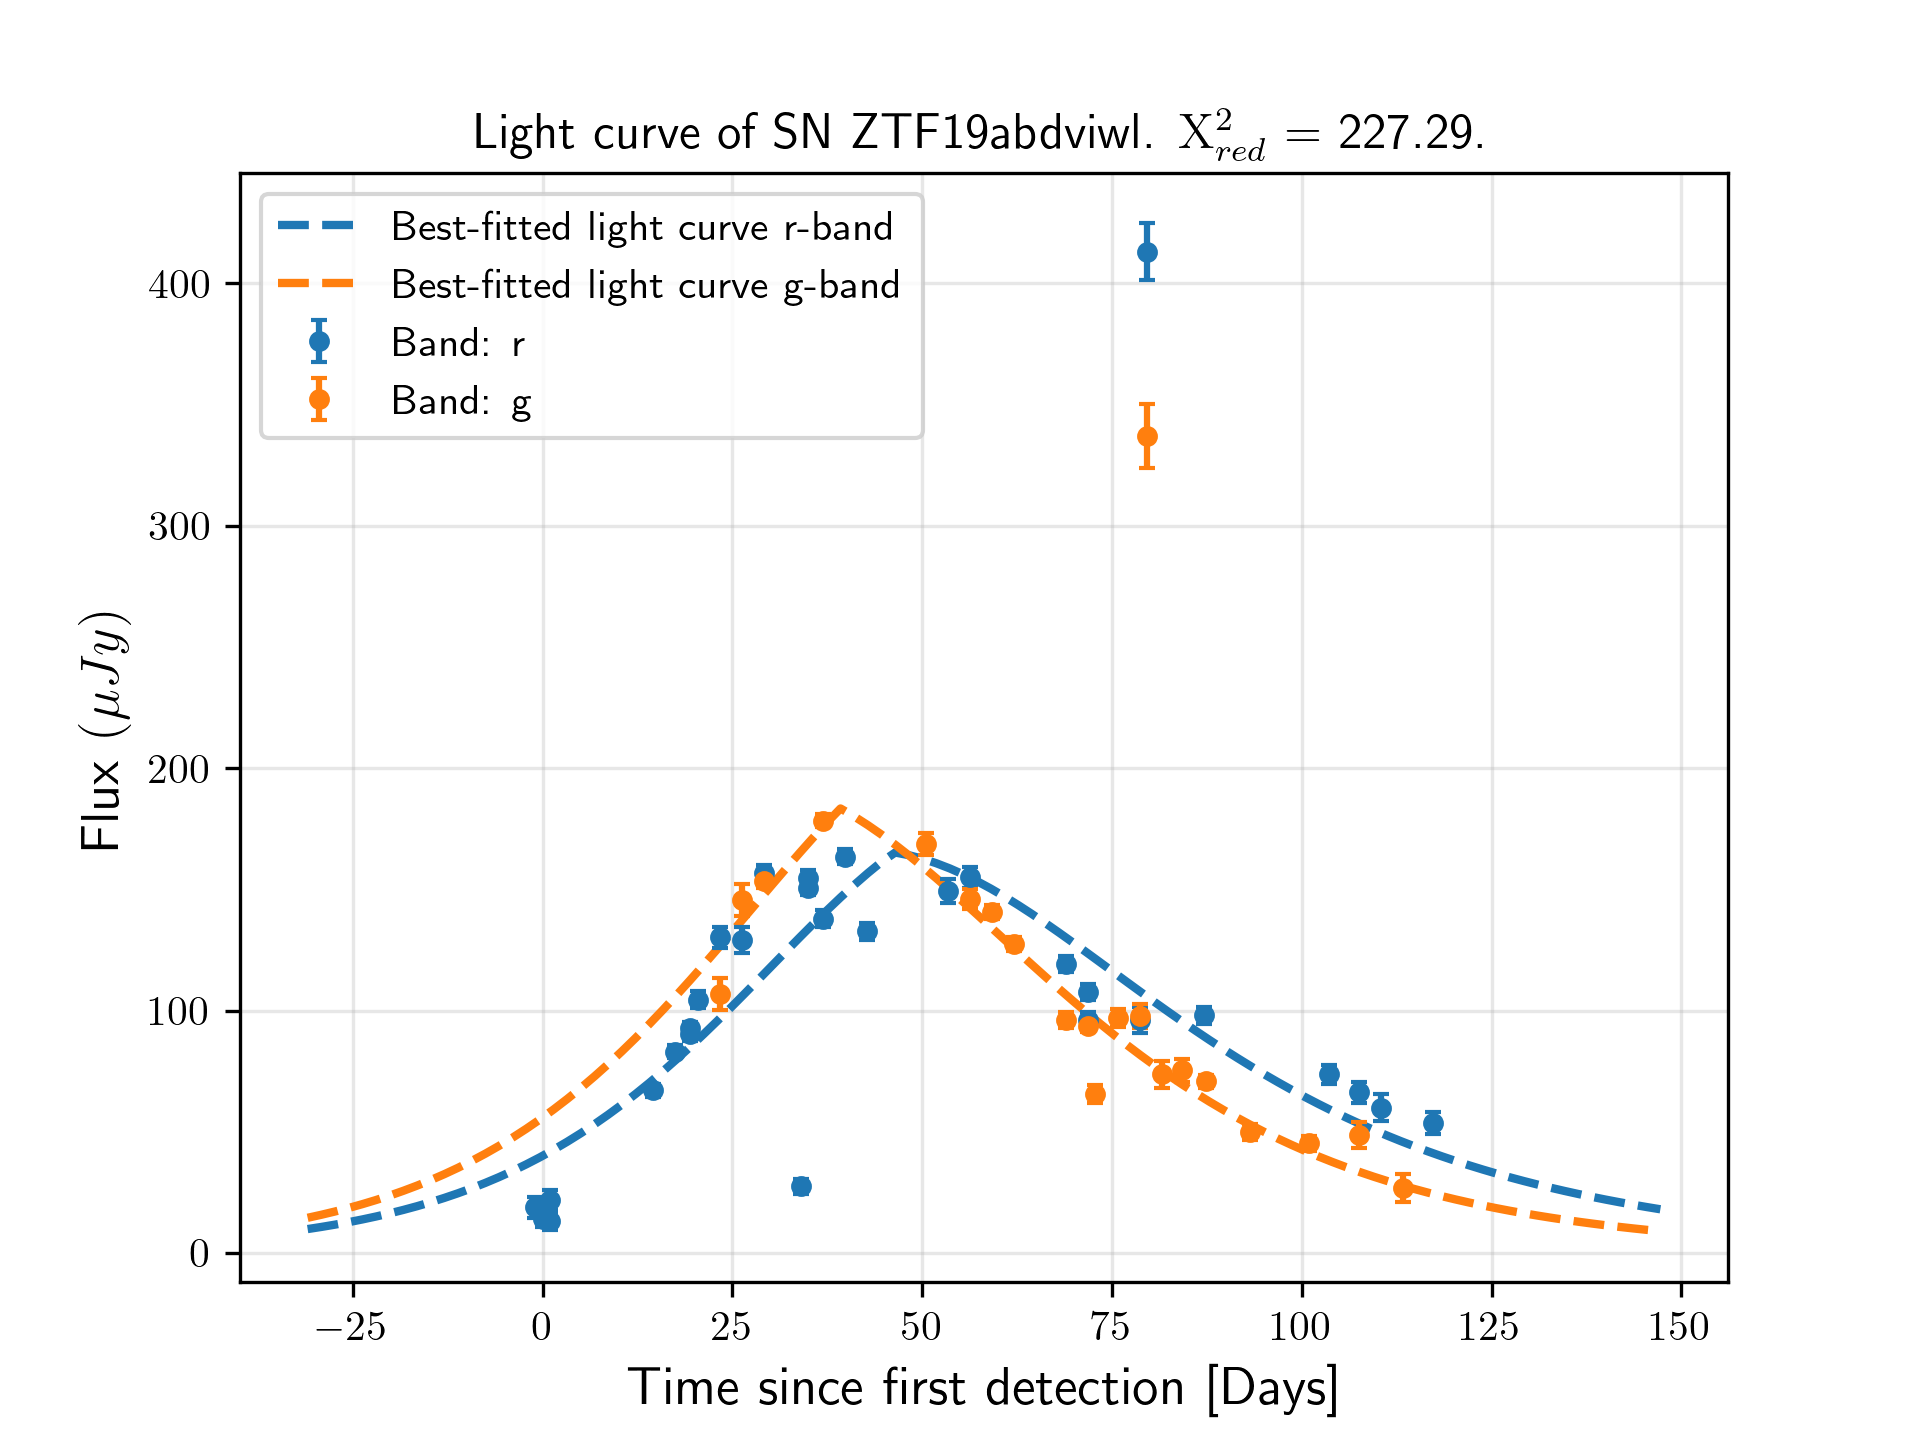 Light curve of SN ZTF19abdviwl. X²_red = 227.29.
Best-fitted light curve r-band
Best-fitted light curve g-band
Band: r
Band: g
Flux (μJy)
400
300
200
100
0
−25 0 25 50 75 100 125 150
Time since first detection [Days]